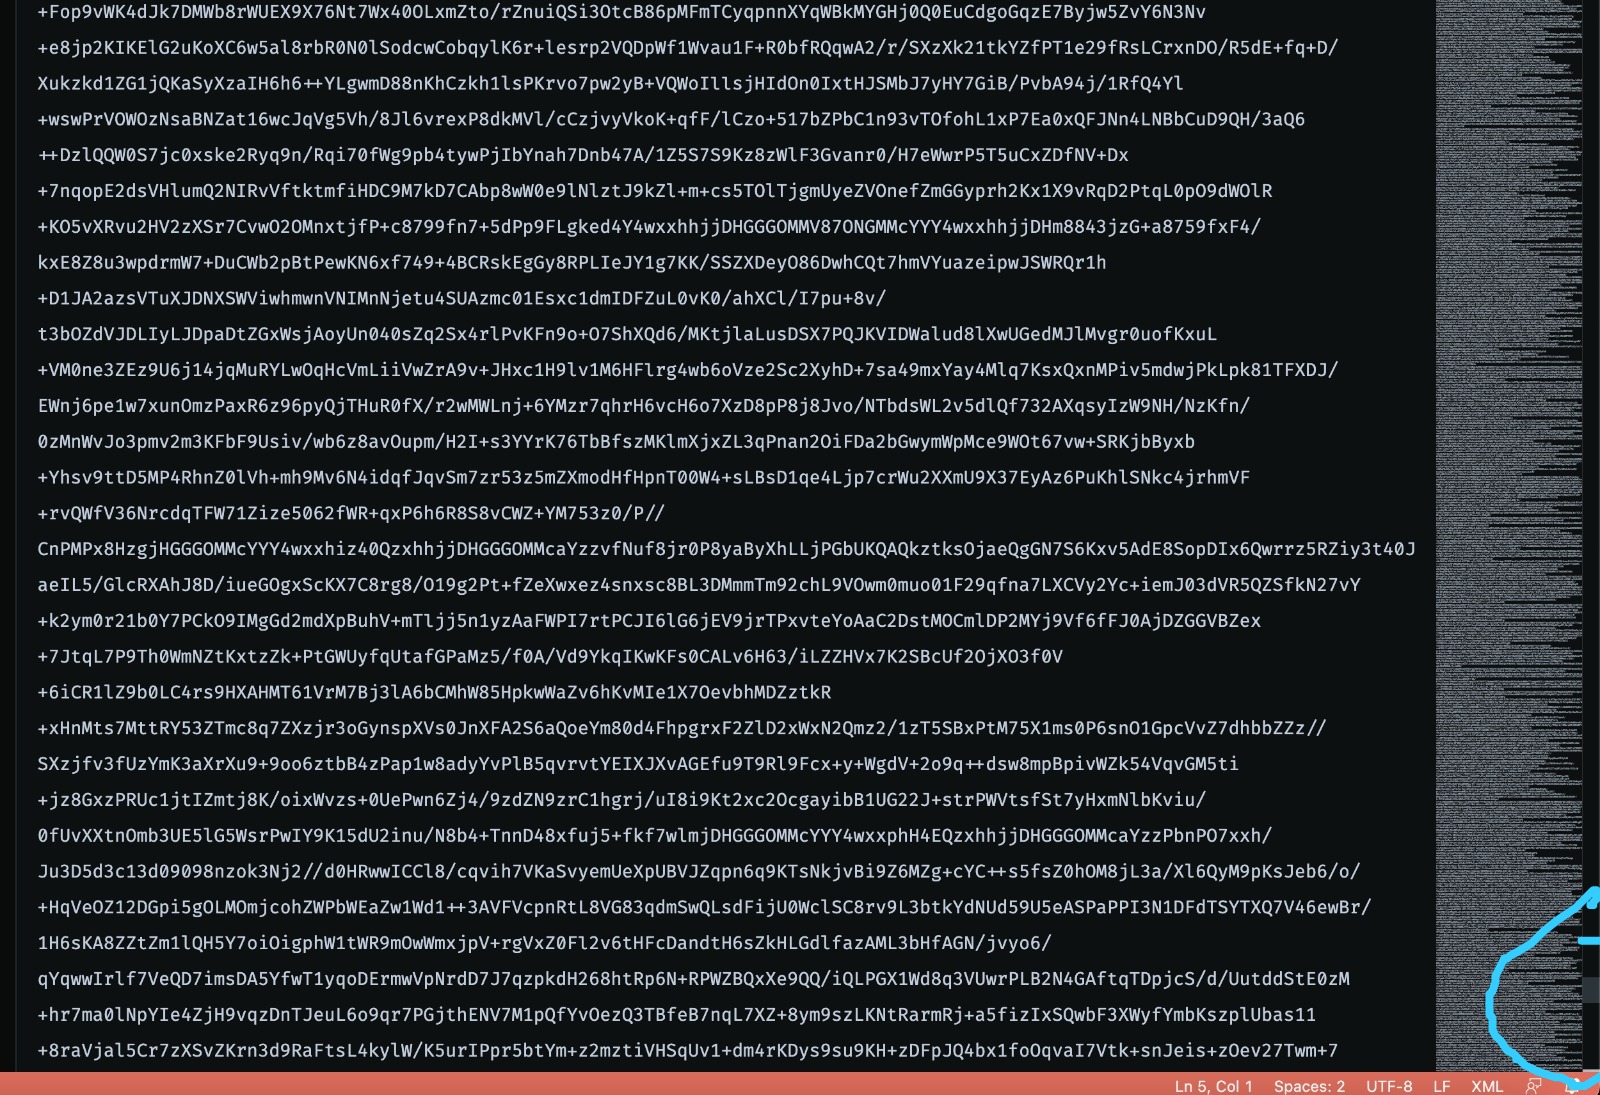 +Fop9vWK4dJk7DMWb8rWUEX9X76Nt7Wx40OLxmZto/rZnuiQSi3OtcB86pMFmTCyqpnnXYqWBkMYGHj0Q0EuCdgoGqzE7Byjw5ZvY6N3Nv
+e8jp2KIKElG2uKoXC6w5al8rbR0N0lSodcwCobqylK6r+lesrp2VQDpWf1Wvau1F+R0bfRQqwA2/r/SXzXk21tkYZfPT1e29fRsLCrxnDO/R5dE+fq+D/
Xukzkd1ZG1jQKaSyXzaIH6h6++YLgwmD88nKhCzkh1lsPKrvo7pw2yB+VQWoIllsjHIdOn0IxtHJSMbJ7yHY7GiB/PvbA94j/1RfQ4Yl
+wswPrVOWOzNsaBNZat16wcJqVg5Vh/8Jl6vrexP8dkMVl/cCzjvyVkoK+qfF/lCzo+517bZPbC1n93vTOfohL1xP7Ea0xQFJNn4LNBbCuD9QH/3aQ6
++DzlQQW0S7jc0xske2Ryq9n/Rqi70fWg9pb4tywPjIbYnah7Dnb47A/1Z5S7S9Kz8zWlF3Gvanr0/H7eWwrP5T5uCxZDfNV+Dx
+7nqopE2dsVHlumQ2NIRvVftktmfiHDC9M7kD7CAbp8wW0e9lNlztJ9kZl+m+cs5TOlTjgmUyeZVOnefZmGGyprh2Kx1X9vRqD2PtqL0pO9dWOlR
+KO5vXRvu2HV2zXSr7CvwO2OMnxtjfP+c8799fn7+5dPp9FLgked4Y4wxxhhjjDHGGGOMMV87ONGMMcYYY4wxxhhjjDHm8843jzG+a8759fxF4/
kxE8Z8u3wpdrmW7+DuCWb2pBtPewKN6xf749+4BCRskEgGy8RPLIeJY1g7KK/SSZXDeyO86DwhCQt7hmVYuazeipwJSWRQr1h
+D1JA2azsVTuXJDNXSWViwhmwnVNIMnNjetu4SUAzmc01Esxc1dmIDFZuL0vK0/ahXCl/I7pu+8v/
t3bOZdVJDLIyLJDpaDtZGxWsjAoyUn040sZq2Sx4rlPvKFn9o+O7ShXQd6/MKtjlaLusDSX7PQJKVIDWalud8lXwUGedMJlMvgr0uofKxuL
+VM0ne3ZEz9U6j14jqMuRYLwOqHcVmLiiVwZrA9v+JHxc1H9lv1M6HFlrg4wb6oVze2Sc2XyhD+7sa49mxYay4Mlq7KsxQxnMPiv5mdwjPkLpk81TFXDJ/
EWnj6pe1w7xunOmzPaxR6z96pyQjTHuR0fX/r2wMWLnj+6YMzr7qhrH6vcH6o7XzD8pP8j8Jvo/NTbdsWL2v5dlQf732AXqsyIzW9NH/NzKfn/
0zMnWvJo3pmv2m3KFbF9Usiv/wb6z8avOupm/H2I+s3YYrK76TbBfszMKlmXjxZL3qPnan2OiFDa2bGwymWpMce9WOt67vw+SRKjbByxb
+Yhsv9ttD5MP4RhnZ0lVh+mh9Mv6N4idqfJqvSm7zr53z5mZXmodHfHpnT00W4+sLBsD1qe4Ljp7crWu2XXmU9X37EyAz6PuKhlSNkc4jrhmVF
+rvQWfV36NrcdqTFW71Zize5062fWR+qxP6h6R8S8vCWZ+YM753z0/P//
CnPMPx8HzgjHGGGOMMcYYY4wxxhiz40QzxhhjjDHGGGOMMcaYzzvfNuf8jr0P8yaByXhLLjPGbUKQAQkztksOjaeQgGN7S6Kxv5AdE8SopDIx6Qwrrz5RZiy3t40J
aeIL5/GlcRXAhJ8D/iueGOgxScKX7C8rg8/O19g2Pt+fZeXwxez4snxsc8BL3DMmmTm92chL9VOwm0muo01F29qfna7LXCVy2Yc+iemJ03dVR5QZSfkN27vY
+k2ym0r21b0Y7PCkO9IMgGd2mdXpBuhV+mTljj5n1yzAaFWPI7rtPCJI6lG6jEV9jrTPxvteYoAaC2DstMOCmlDP2MYj9Vf6fFJ0AjDZGGVBZex
+7JtqL7P9Th0WmNZtKxtzZk+PtGWUyfqUtafGPaMz5/f0A/Vd9YkqIKwKFs0CALv6H63/iLZZHVx7K2SBcUf2OjXO3f0V
+6iCR1lZ9b0LC4rs9HXAHMT61VrM7Bj3lA6bCMhW85HpkwWaZv6hKvMIe1X7OevbhMDZztkR
+xHnMts7MttRY53ZTmc8q7ZXzjr3oGynspXVs0JnXFA2S6aQoeYm80d4FhpgrxF2ZlD2xWxN2Qmz2/1zT5SBxPtM75X1ms0P6snO1GpcVvZ7dhbbZZz//
SXzjfv3fUzYmK3aXrXu9+9oo6ztbB4zPap1w8adyYvPlB5qvrvtYEIXJXvAGEfu9T9Rl9Fcx+y+WgdV+2o9q++dsw8mpBpivWZk54VqvGM5ti
+jz8GxzPRUc1jtIZmtj8K/oixWvzs+0UePwn6Zj4/9zdZN9zrC1hgrj/uI8i9Kt2xc2OcgayibB1UG22J+strPWVtsfSt7yHxmNlbKviu/
0fUvXXtnOmb3UE5lG5WsrPwIY9K15dU2inu/N8b4+TnnD48xfuj5+fkf7wlmjDHGGGOMMcYYY4wxxphH4EQzxhhjjDHGGGOMMcaYzzPbnPO7xxh/
Ju3D5d3c13d09098nzok3Nj2//d0HRwwICCl8/cqvih7VKaSvyemUeXpUBVJZqpn6q9KTsNkjvBi9Z6MZg+cYC++s5fsZ0hOM8jL3a/Xl6QyM9pKsJeb6/o/
+HqVeOZ12DGpi5gOLMOmjcohZWPbWEaZw1Wd1++3AVFVcpnRtL8VG83qdmSwQLsdFijU0WclSC8rv9L3btkYdNUd59U5eASPaPPI3N1DFdTSYTXQ7V46ewBr/
1H6sKA8ZZtZm1lQH5Y7oiOigphW1tWR9mOwWmxjpV+rgVxZ0Fl2v6tHFcDandtH6sZkHLGdlfazAML3bHfAGN/jvyo6/
qYqwwIrlf7VeQD7imsDA5YfwT1yqoDErmwVpNrdD7J7qzpkdH268htRp6N+RPWZBQxXe9QQ/iQLPGX1Wd8q3VUwrPLB2N4GAftqTDpjcS/d/UutddStE0zM
+hr7ma0lNpYIe4ZjH9vqzDnTJeuL6o9qr7PGjthENV7M1pQfYvOezQ3TBfeB7nqL7XZ+8ym9szLKNtRarmRj+a5fizIxSQwbF3XWyfYmbKszplUbas11
+8raVjal5Cr7zXSvZKrn3d9RaFtsL4kylW/K5urIPpr5btYm+z2mztiVHSqUv1+dm4rKDys9su9KH+zDFpJQ4bx1foOqvaI7Vtk+snJeis+zOev27Twm+7
Ln 5, Col 1 Spaces: 2 UTF-8 LF XML